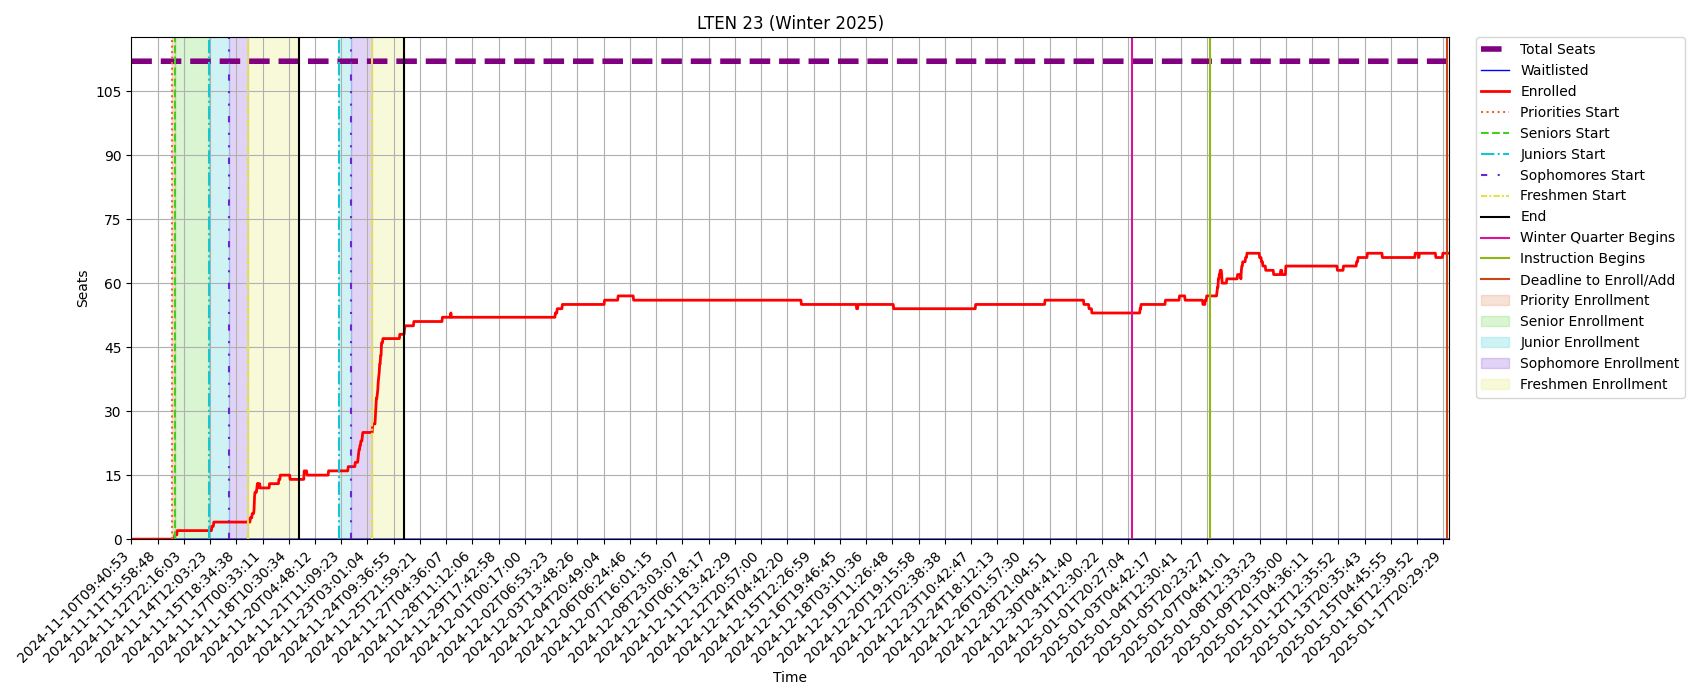 LTEN 23 (Winter 2025)
Seats
105
90
75
60
45
30
15
0
2024-11-10T09:40:53
2024-11-11T15:58:48
2024-11-12T22:16:03
2024-11-14T12:03:23
2024-11-15T18:34:38
2024-11-17T00:33:11
2024-11-18T10:30:34
2024-11-20T04:48:12
2024-11-21T11:09:23
2024-11-23T03:01:04
2024-11-24T09:36:55
2024-11-25T21:59:21
2024-11-27T04:36:07
2024-11-28T11:12:06
2024-11-29T17:42:58
2024-12-01T00:17:00
2024-12-02T06:53:23
2024-12-03T13:48:26
2024-12-04T20:49:04
2024-12-06T06:24:46
2024-12-07T16:01:15
2024-12-08T23:03:07
2024-12-10T06:18:17
2024-12-11T13:42:29
2024-12-12T20:57:00
2024-12-14T04:42:20
2024-12-15T12:26:59
2024-12-16T19:46:45
2024-12-18T03:10:36
2024-12-19T11:26:48
2024-12-20T19:15:58
2024-12-22T02:38:38
2024-12-23T10:42:47
2024-12-24T18:12:13
2024-12-26T01:57:30
2024-12-28T21:04:51
2024-12-30T04:41:40
2024-12-31T12:30:22
2025-01-01T20:27:04
2025-01-03T04:42:17
2025-01-04T12:30:41
2025-01-05T20:23:27
2025-01-07T04:41:01
2025-01-08T12:33:23
2025-01-09T20:35:00
2025-01-11T04:36:11
2025-01-12T12:35:52
2025-01-13T20:35:43
2025-01-15T04:45:55
2025-01-16T12:39:52
2025-01-17T20:29:29
Time
Total Seats
Waitlisted
Enrolled
Priorities Start
Seniors Start
Juniors Start
Sophomores Start
Freshmen Start
End
Winter Quarter Begins
Instruction Begins
Deadline to Enroll/Add
Priority Enrollment
Senior Enrollment
Junior Enrollment
Sophomore Enrollment
Freshmen Enrollment